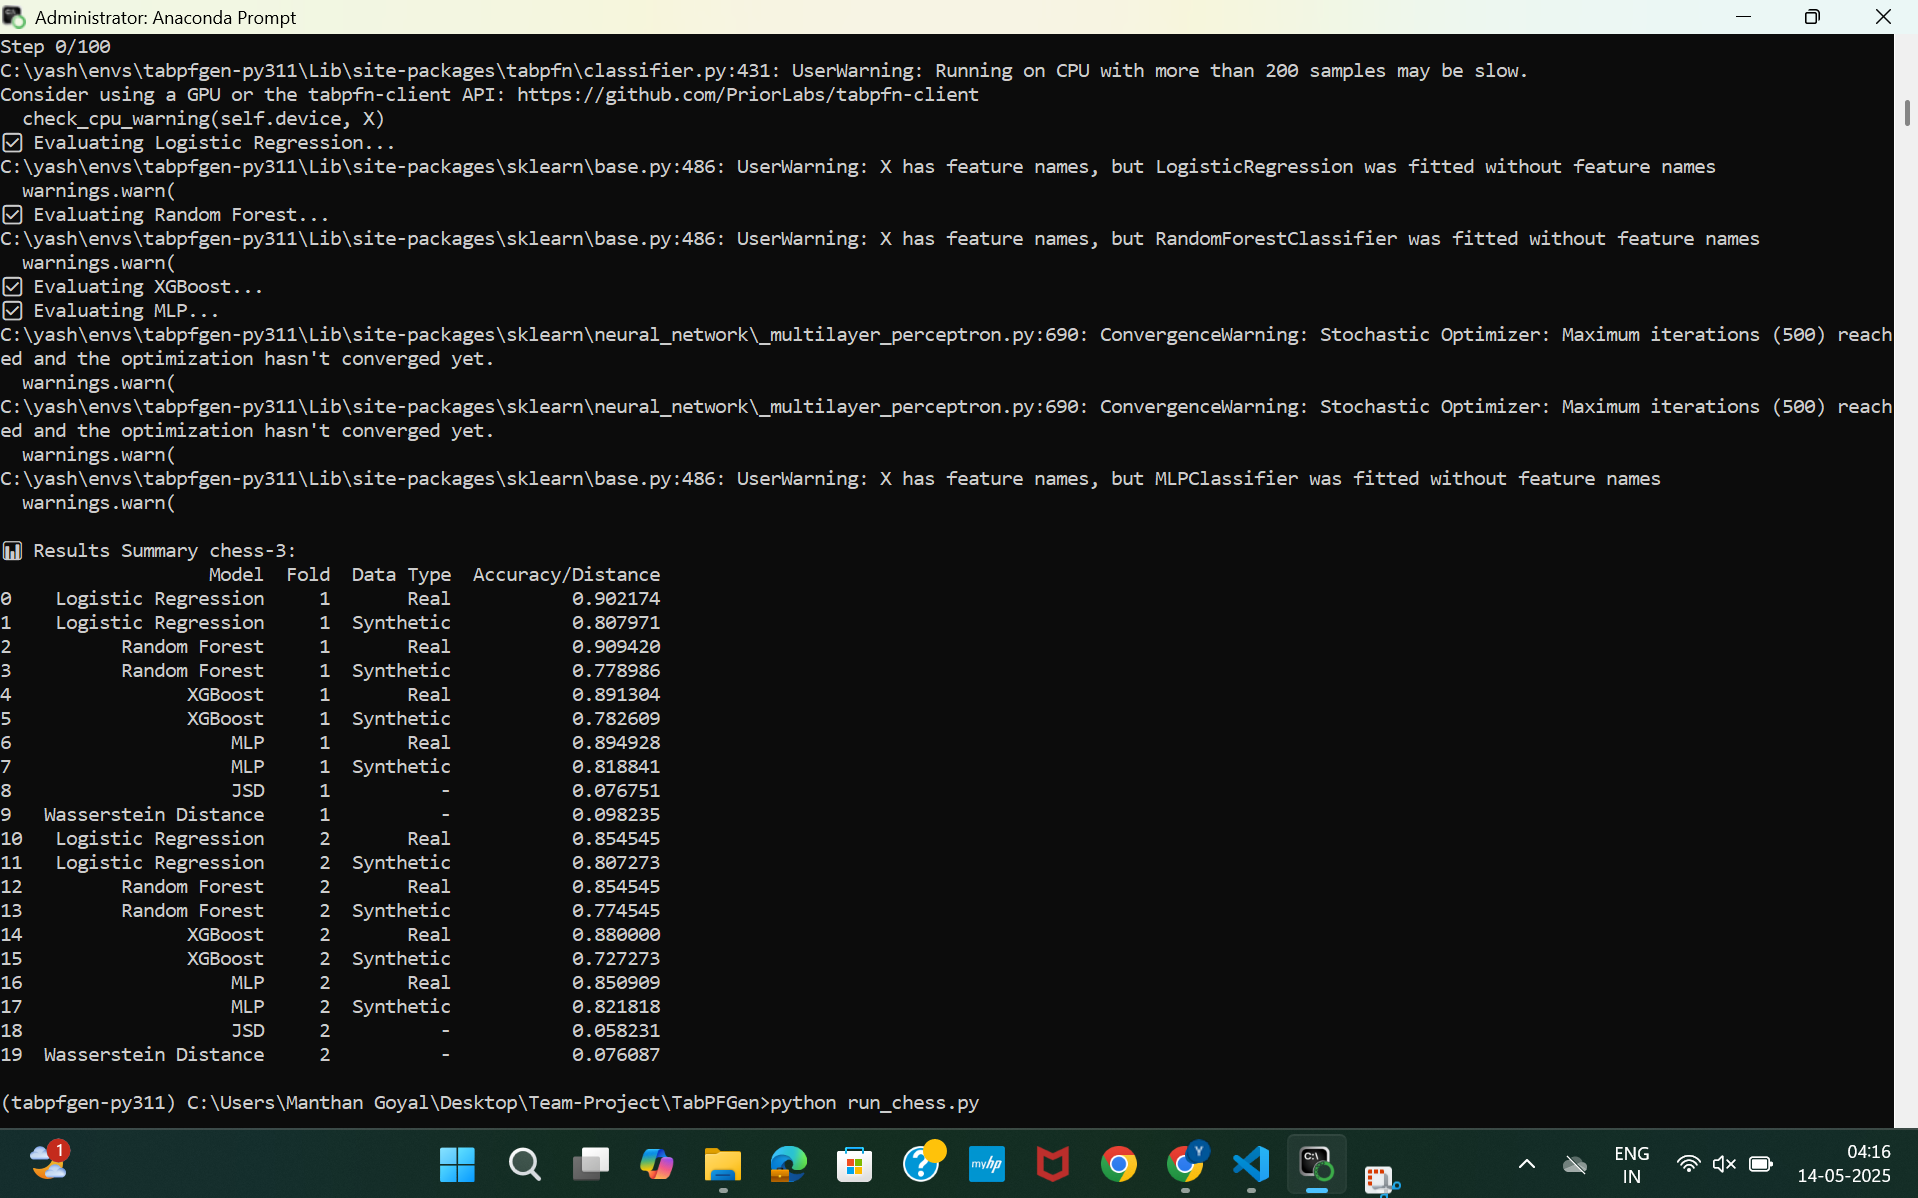 Administrator: Anaconda Prompt
Step 0/100
C:\yash\envs\tabpfgen-py311\Lib\site-packages\tabpfn\classifier.py:431: UserWarning: Running on CPU with more than 200 samples may be slow.
Consider using a GPU or the tabpfn-client API: https://github.com/PriorLabs/tabpfn-client
  check_cpu_warning(self.device, X)
Evaluating Logistic Regression...
C:\yash\envs\tabpfgen-py311\Lib\site-packages\sklearn\base.py:486: UserWarning: X has feature names, but LogisticRegression was fitted without feature names
  warnings.warn(
Evaluating Random Forest...
C:\yash\envs\tabpfgen-py311\Lib\site-packages\sklearn\base.py:486: UserWarning: X has feature names, but RandomForestClassifier was fitted without feature names
  warnings.warn(
Evaluating XGBoost...
Evaluating MLP...
C:\yash\envs\tabpfgen-py311\Lib\site-packages\sklearn\neural_network\_multilayer_perceptron.py:690: ConvergenceWarning: Stochastic Optimizer: Maximum iterations (500) reach
ed and the optimization hasn't converged yet.
  warnings.warn(
C:\yash\envs\tabpfgen-py311\Lib\site-packages\sklearn\neural_network\_multilayer_perceptron.py:690: ConvergenceWarning: Stochastic Optimizer: Maximum iterations (500) reach
ed and the optimization hasn't converged yet.
  warnings.warn(
C:\yash\envs\tabpfgen-py311\Lib\site-packages\sklearn\base.py:486: UserWarning: X has feature names, but MLPClassifier was fitted without feature names
  warnings.warn(
Results Summary chess-3:
Model Fold Data Type Accuracy/Distance
0 Logistic Regression 1 Real 0.902174
1 Logistic Regression 1 Synthetic 0.807971
2 Random Forest 1 Real 0.909420
3 Random Forest 1 Synthetic 0.778986
4 XGBoost 1 Real 0.891304
5 XGBoost 1 Synthetic 0.782609
6 MLP 1 Real 0.894928
7 MLP 1 Synthetic 0.818841
8 JSD 1 - 0.076751
9 Wasserstein Distance 1 - 0.098235
10 Logistic Regression 2 Real 0.854545
11 Logistic Regression 2 Synthetic 0.807273
12 Random Forest 2 Real 0.854545
13 Random Forest 2 Synthetic 0.774545
14 XGBoost 2 Real 0.880000
15 XGBoost 2 Synthetic 0.727273
16 MLP 2 Real 0.850909
17 MLP 2 Synthetic 0.821818
18 JSD 2 - 0.058231
19 Wasserstein Distance 2 - 0.076087
(tabpfgen-py311) C:\Users\Manthan Goyal\Desktop\Team-Project\TabPFGen>python run_chess.py
1
myhp
Y
C:\
ENG
IN
04:16
14-05-2025